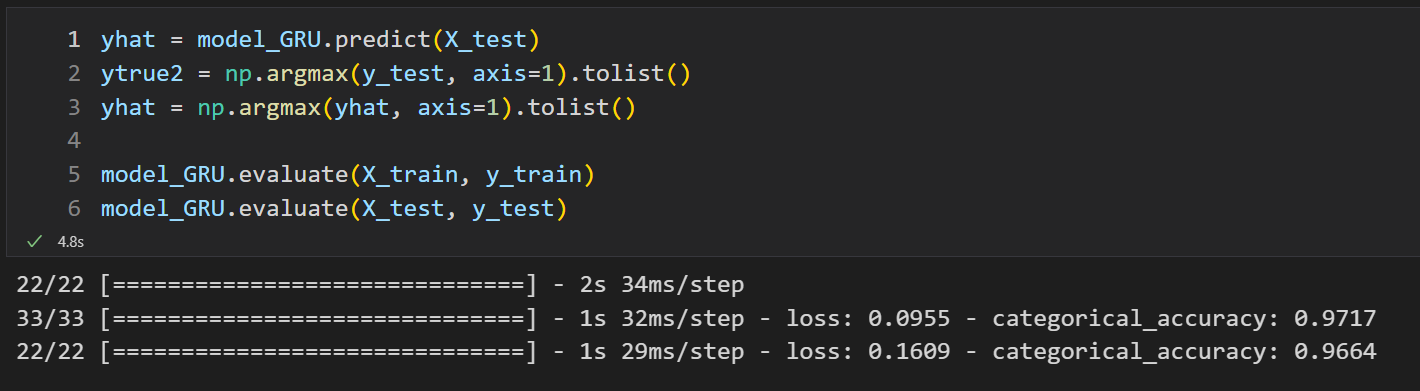 1 yhat = model_GRU.predict(X_test)
2 ytrue2 = np.argmax(y_test, axis=1).tolist()
3 yhat = np.argmax(yhat, axis=1).tolist()
4
5 model_GRU.evaluate(X_train, y_train)
6 model_GRU.evaluate(X_test, y_test)
✓ 4.8s
22/22 [==============================] - 2s 34ms/step
33/33 [==============================] - 1s 32ms/step - loss: 0.0955 - categorical_accuracy: 0.9717
22/22 [==============================] - 1s 29ms/step - loss: 0.1609 - categorical_accuracy: 0.9664